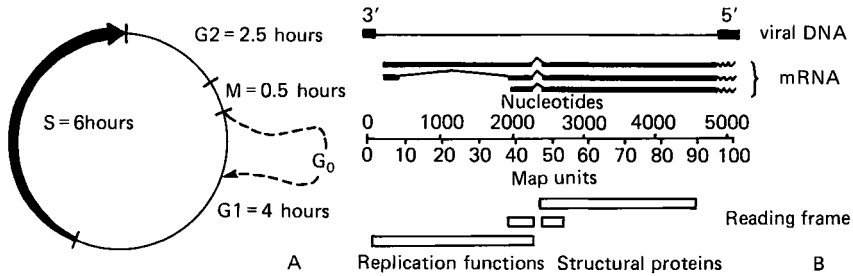 G2 = 2.5 hours
M = 0.5 hours
S = 6hours
G0
G1 = 4 hours
A
3′ 5′
viral DNA
mRNA
Nucleotides
0 1000 2000 3000 4000 5000
0 10 20 30 40 50 60 70 80 90 100
Map units
Reading frame
Replication functions Structural proteins
B